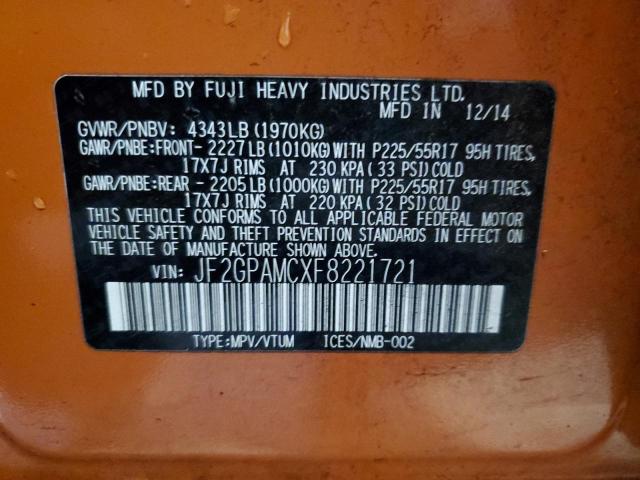 MFD BY FUJI HEAVY INDUSTRIES LTD.
MFD IN 12/14
GVWR/PNBV: 4343LB (1970KG)
GAWR/PNBE:FRONT- 2227LB (1010KG) WITH P225/55R17 95H TIRES,
17X7J RIMS AT 230 KPA (33 PSI) COLD
GAWR/PNBE:REAR - 2205LB (1000KG) WITH P225/55R17 95H TIRES,
17X7J RIMS AT 220 KPA (32 PSI) COLD
THIS VEHICLE CONFORMS TO ALL APPLICABLE FEDERAL MOTOR
VEHICLE SAFETY AND THEFT PREVENTION STANDARDS IN EFFECT
ON THE DATE OF MANUFACTURE SHOWN ABOVE.
VIN: JF2GPAMCXF8221721
TYPE:MPV/VTUM ICES/NMB-002